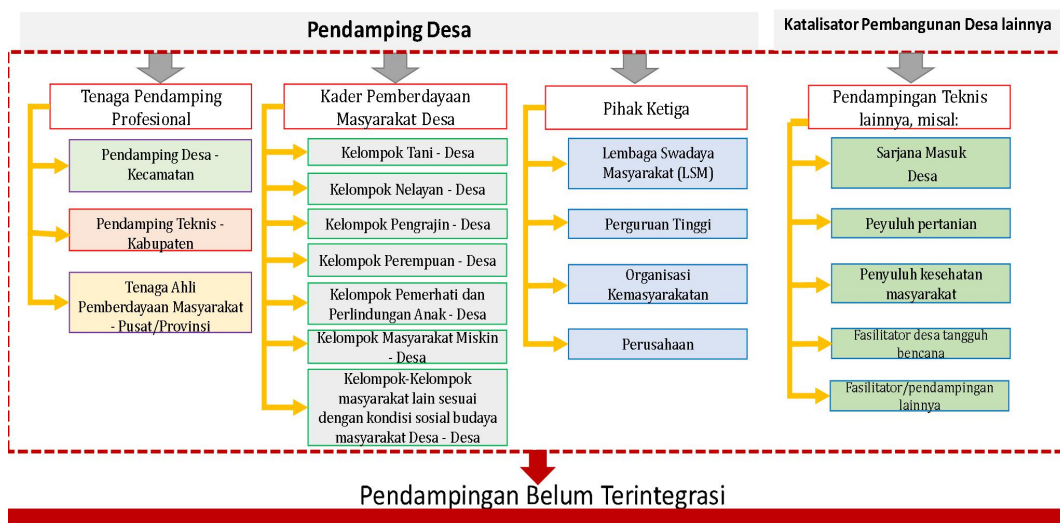 Pendamping Desa
Katalisator Pembangunan Desa lainnya
Tenaga Pendamping
Profesional
Pendamping Desa -
Kecamatan
Pendamping Teknis -
Kabupaten
Tenaga Ahli
Pemberdayaan Masyarakat
- Pusat/Provinsi
Kader Pemberdayaan
Masyarakat Desa
Kelompok Tani - Desa
Kelompok Nelayan - Desa
Kelompok Pengrajin - Desa
Kelompok Perempuan - Desa
Kelompok Pemerhati dan
Perlindungan Anak - Desa
Kelompok Masyarakat Miskin
- Desa
Kelompok-Kelompok
masyarakat lain sesuai
dengan kondisi sosial budaya
masyarakat Desa - Desa
Pihak Ketiga
Lembaga Swadaya
Masyarakat (LSM)
Perguruan Tinggi
Organisasi
Kemasyarakatan
Perusahaan
Pendampingan Teknis
lainnya, misal:
Sarjana Masuk
Desa
Peyuluh pertanian
Penyuluh kesehatan
masyarakat
Fasilitator desa tangguh
bencana
Fasilitator/pendampingan
lainnya
Pendampingan Belum Terintegrasi